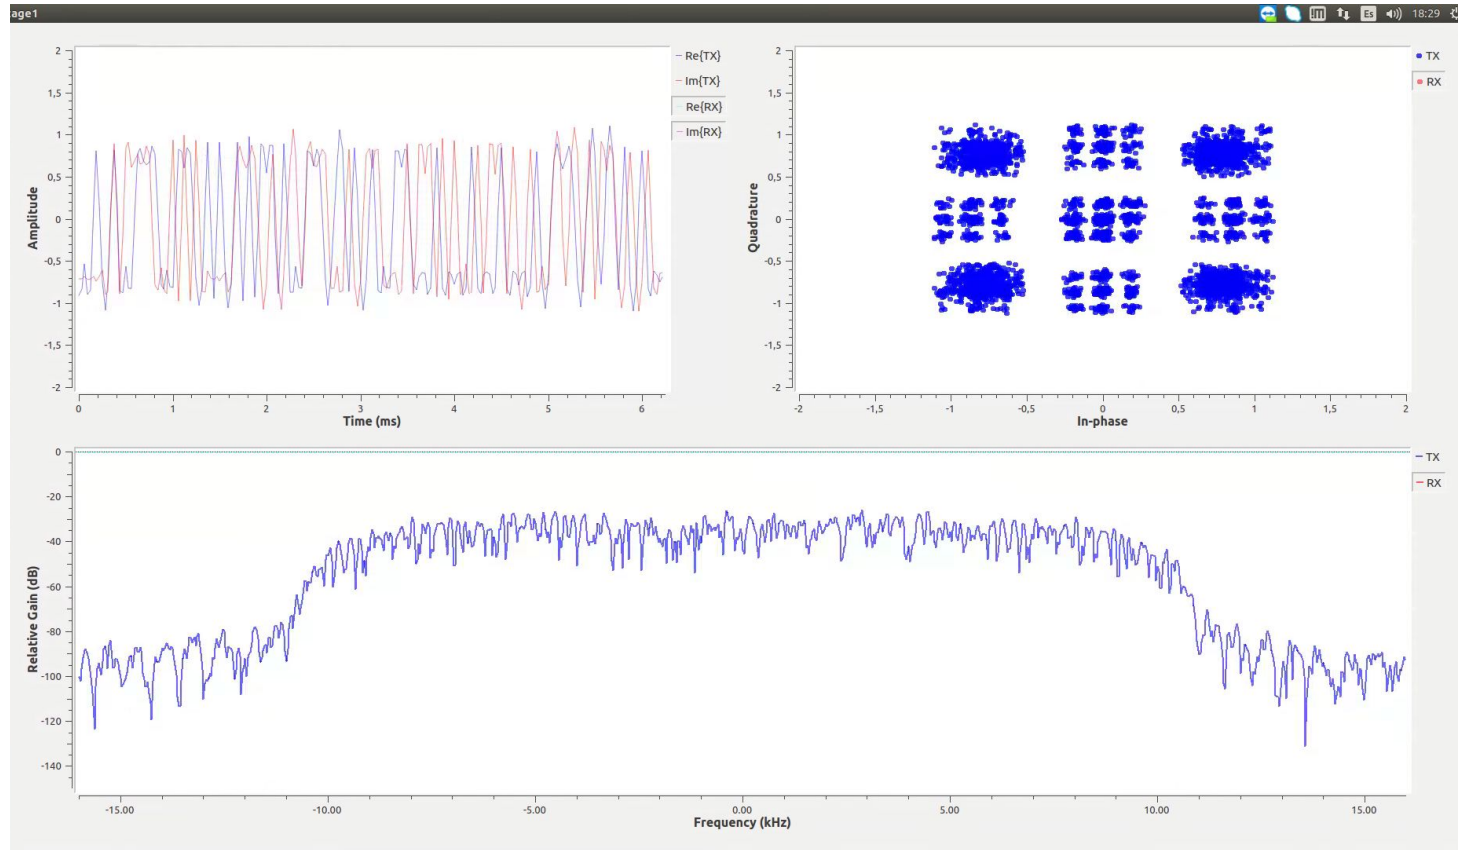 age1
Es
18:29
2
1,5
1
0,5
0
-0,5
-1
-1,5
-2
Amplitude
0 1 2 3 4 5 6
Time (ms)
Re{TX}
Im{TX}
Re{RX}
Im{RX}
2
1,5
1
0,5
0
-0,5
-1
-1,5
-2
Quadrature
-2 -1,5 -1 -0,5 0 0,5 1 1,5 2
In-phase
TX
RX
0
-20
-40
-60
-80
-100
-120
-140
Relative Gain (dB)
-15.00 -10.00 -5.00 0.00 5.00 10.00 15.00
Frequency (kHz)
TX
RX